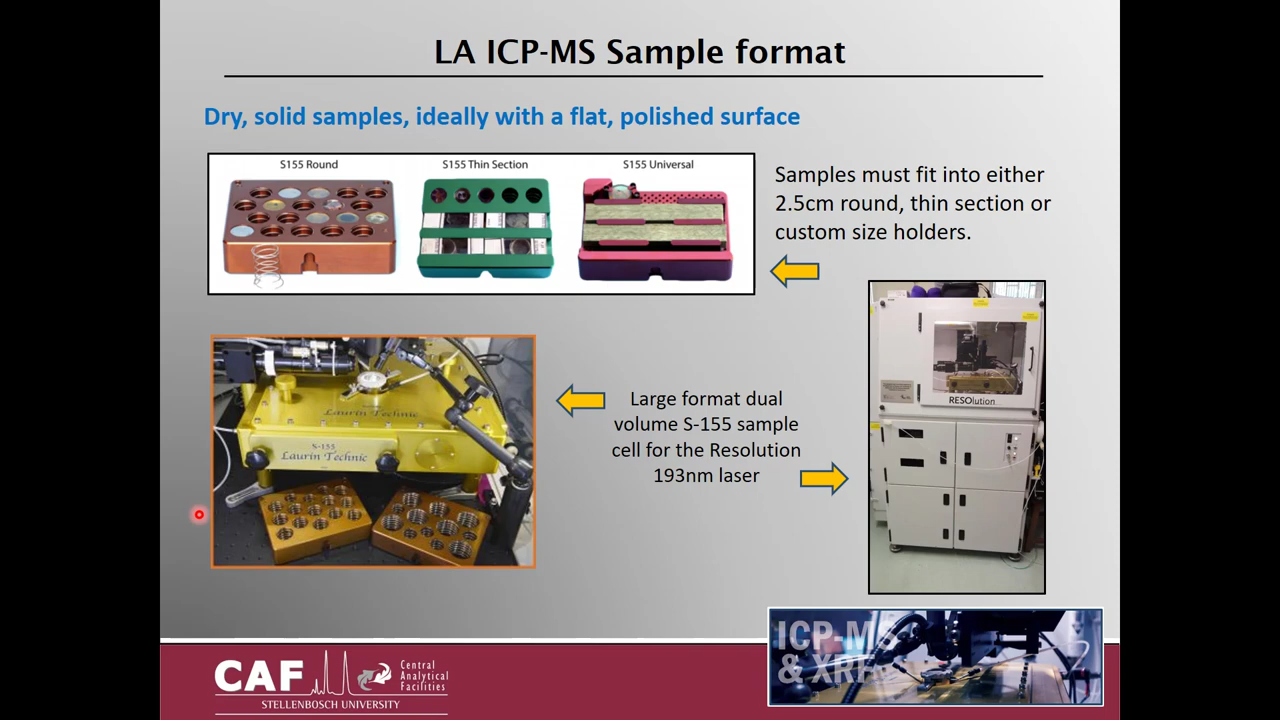 LA ICP-MS Sample format
Dry, solid samples, ideally with a flat, polished surface
S155 Round
S155 Thin Section
S155 Universal
Samples must fit into either
2.5cm round, thin section or
custom size holders.
Laurin Technic
S-155
Laurin Technic
Large format dual
volume S-155 sample
cell for the Resolution
193nm laser
RESOlution
ICP-MS
& XRF
CAF
Central
Analytical
Facilities
STELLENBOSCH UNIVERSITY